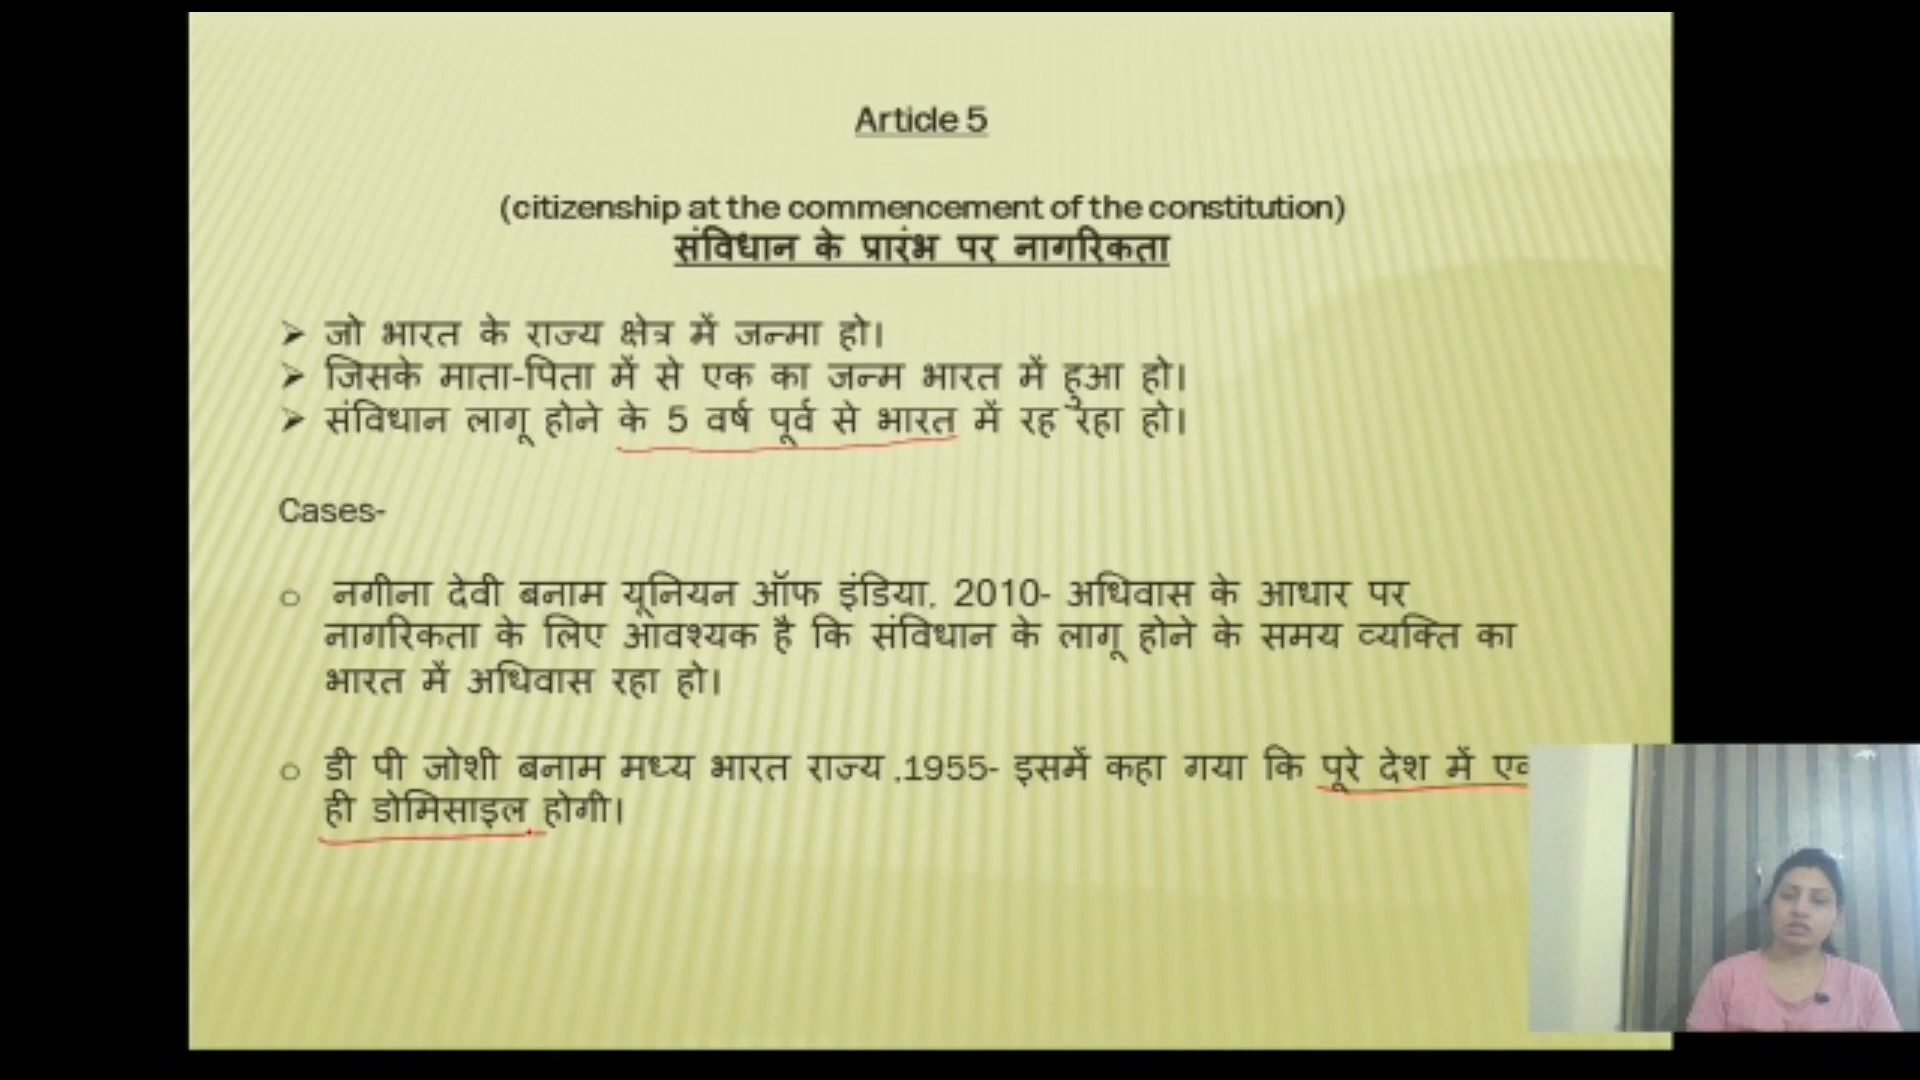 Article 5
(citizenship at the commencement of the constitution)
संविधान के प्रारंभ पर नागरिकता
➢ जो भारत के राज्य क्षेत्र में जन्मा हो।
➢ जिसके माता-पिता में से एक का जन्म भारत में हुआ हो।
➢ संविधान लागू होने के 5 वर्ष पूर्व से भारत में रह रहा हो।
Cases-
o नगीना देवी बनाम यूनियन ऑफ इंडिया, 2010- अधिवास के आधार पर
नागरिकता के लिए आवश्यक है कि संविधान के लागू होने के समय व्यक्ति का
भारत में अधिवास रहा हो।
o डी पी जोशी बनाम मध्य भारत राज्य ,1955- इसमें कहा गया कि पूरे देश में
ही डोमिसाइल होगी।